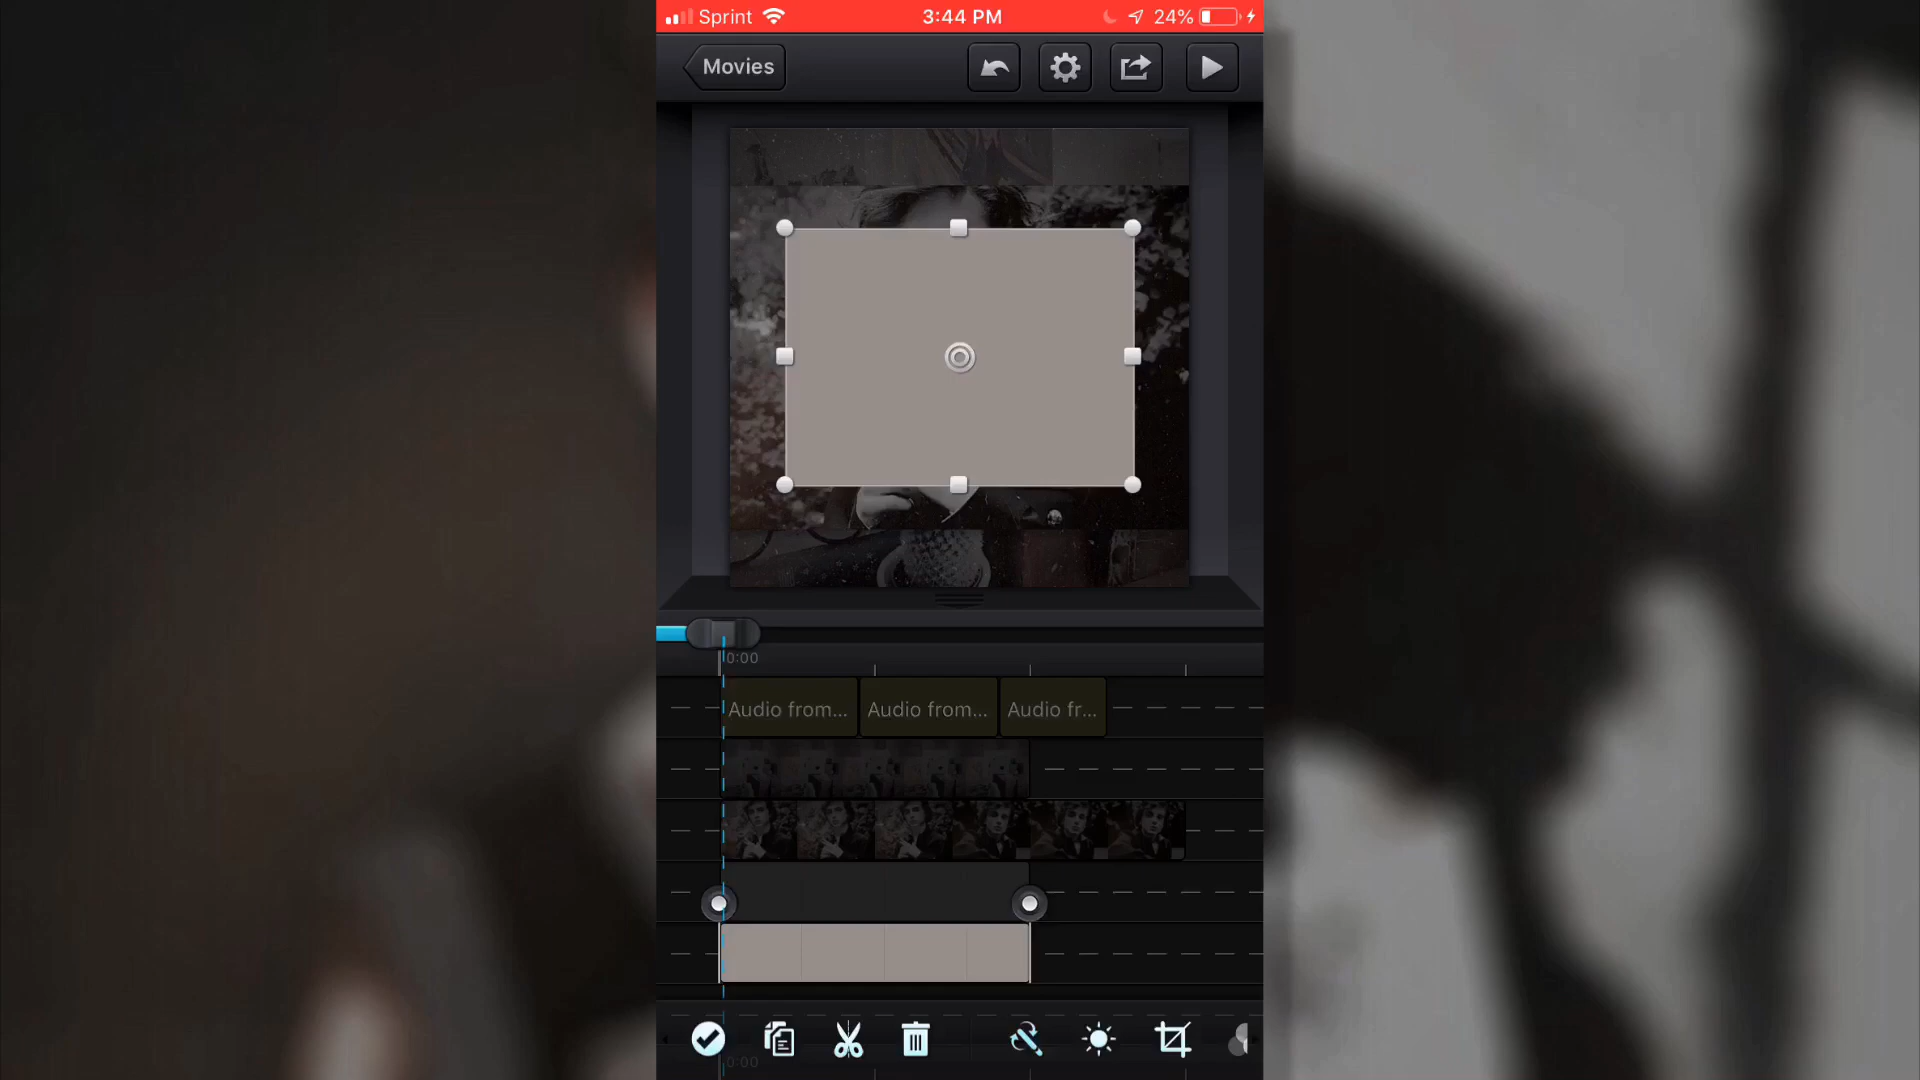 Sprint 3:44 PM 24%
Movies
0:00
Audio from... Audio from... Audio fr...
0:00